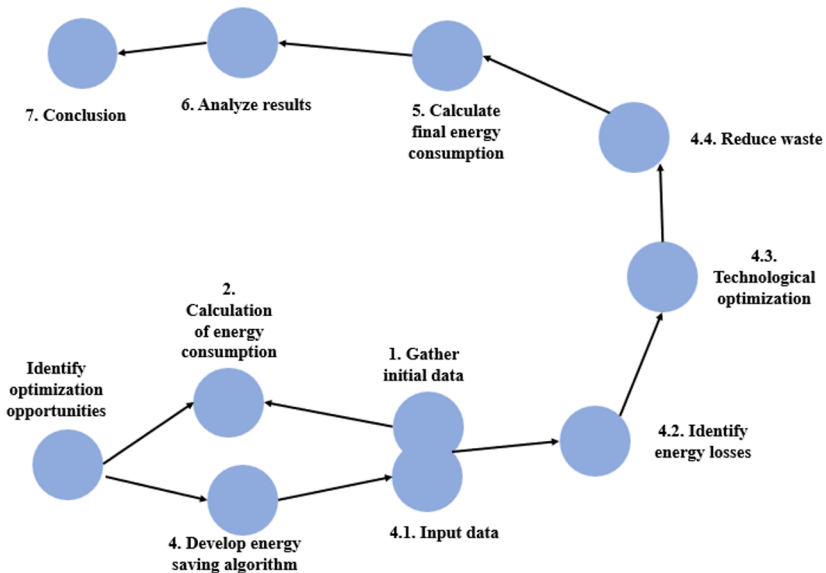 7. Conclusion
6. Analyze results
5. Calculate
final energy
consumption
4.4. Reduce waste
4.3.
Technological
optimization
2.
Calculation
of energy
consumption
1. Gather
initial data
Identify
optimization
opportunities
4.2. Identify
energy losses
4. Develop energy
saving algorithm
4.1. Input data